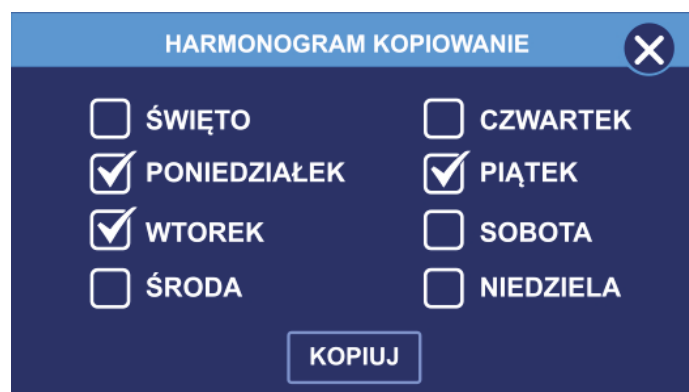 HARMONOGRAM KOPIOWANIE
ŚWIĘTO
PONIEDZIAŁEK
WTOREK
ŚRODA
CZWARTEK
PIĄTEK
SOBOTA
NIEDZIELA
KOPIUJ